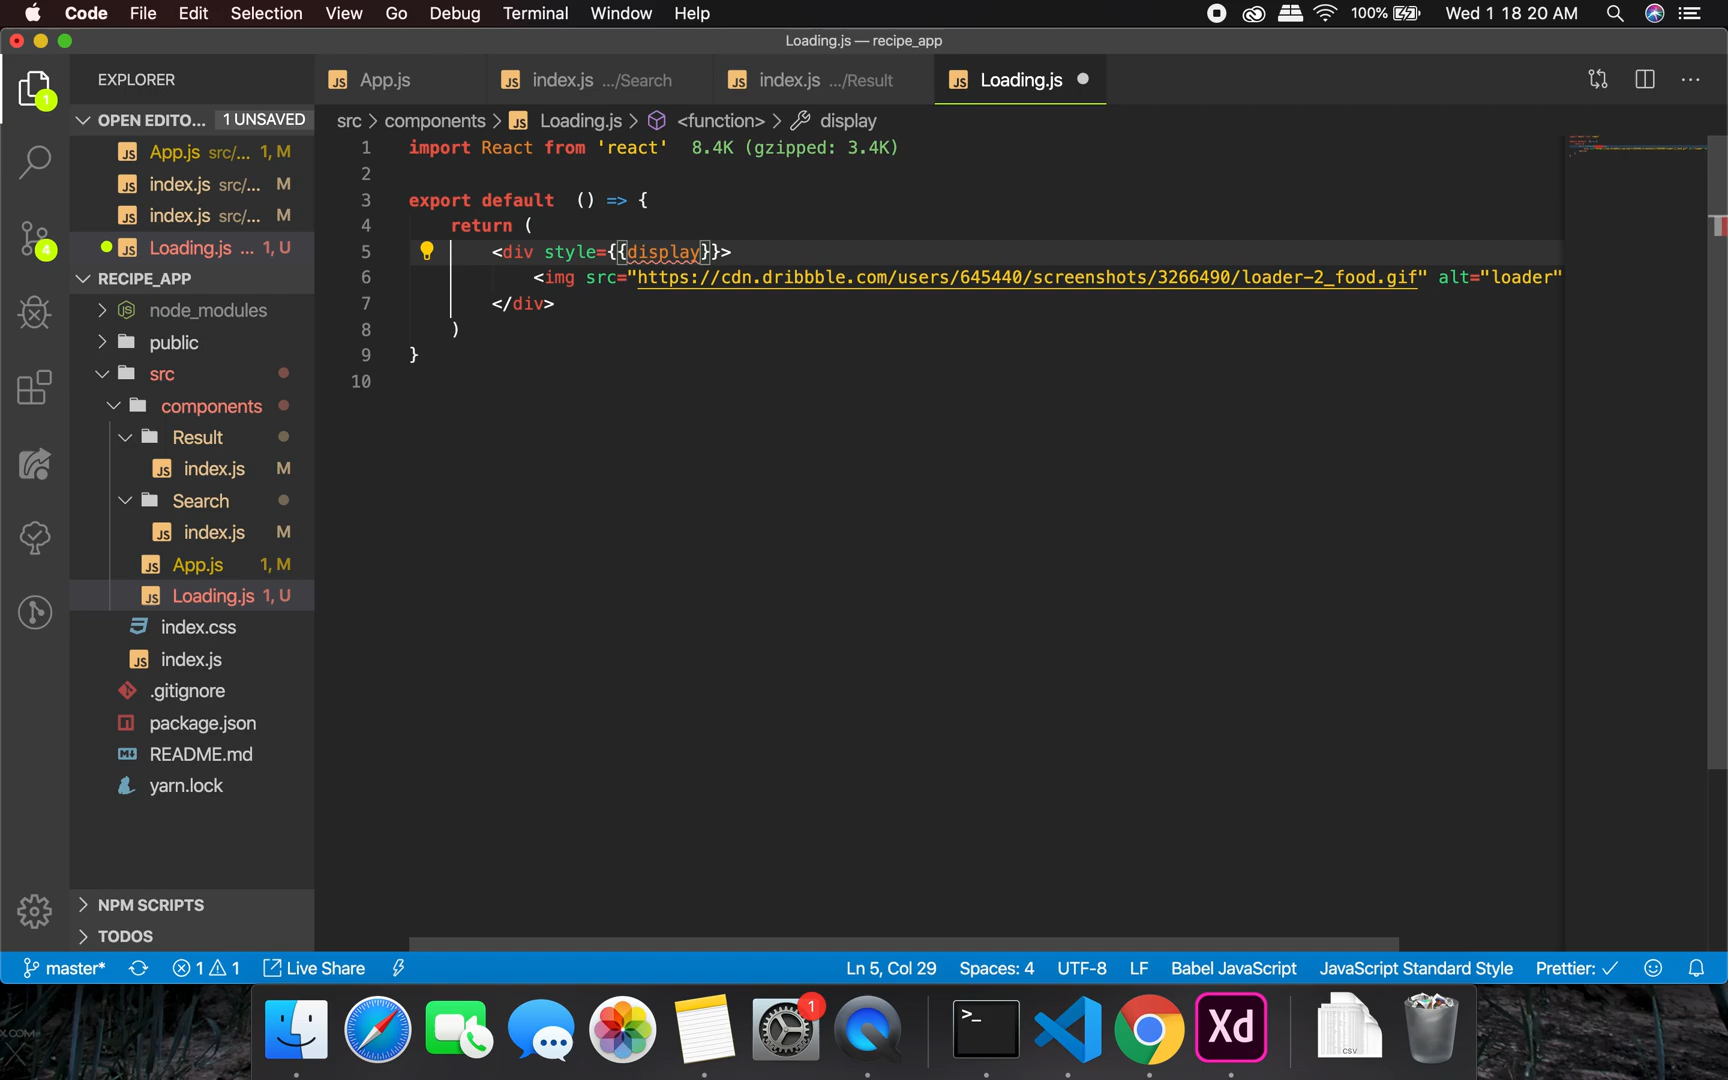 Code File Edit Selection View Go Debug Terminal Window Help 100% Wed 1 18 20 AM
Loading.js — recipe_app
EXPLORER
App.js
index.js .../Search
index.js .../Result
Loading.js
OPEN EDITO... 1 UNSAVED
App.js src/... 1, M
index.js src/... M
index.js src/... M
Loading.js ... 1, U
RECIPE_APP
node_modules
public
src
components
Result
index.js M
Search
index.js M
App.js 1, M
Loading.js 1, U
index.css
index.js
.gitignore
package.json
README.md
yarn.lock
NPM SCRIPTS
TODOS
src > components > Loading.js > <function> > display
1 import React from 'react' 8.4K (gzipped: 3.4K)
2
3 export default () => {
4 return (
5 <div style={{display}}>
6 <img src="https://cdn.dribbble.com/users/645440/screenshots/3266490/loader-2_food.gif" alt="loader"
7 </div>
8 )
9 }
10
1
4
master* 1 1 Live Share Ln 5, Col 29 Spaces: 4 UTF-8 LF Babel JavaScript JavaScript Standard Style Prettier: ✓
1
>_
Xd
CSV